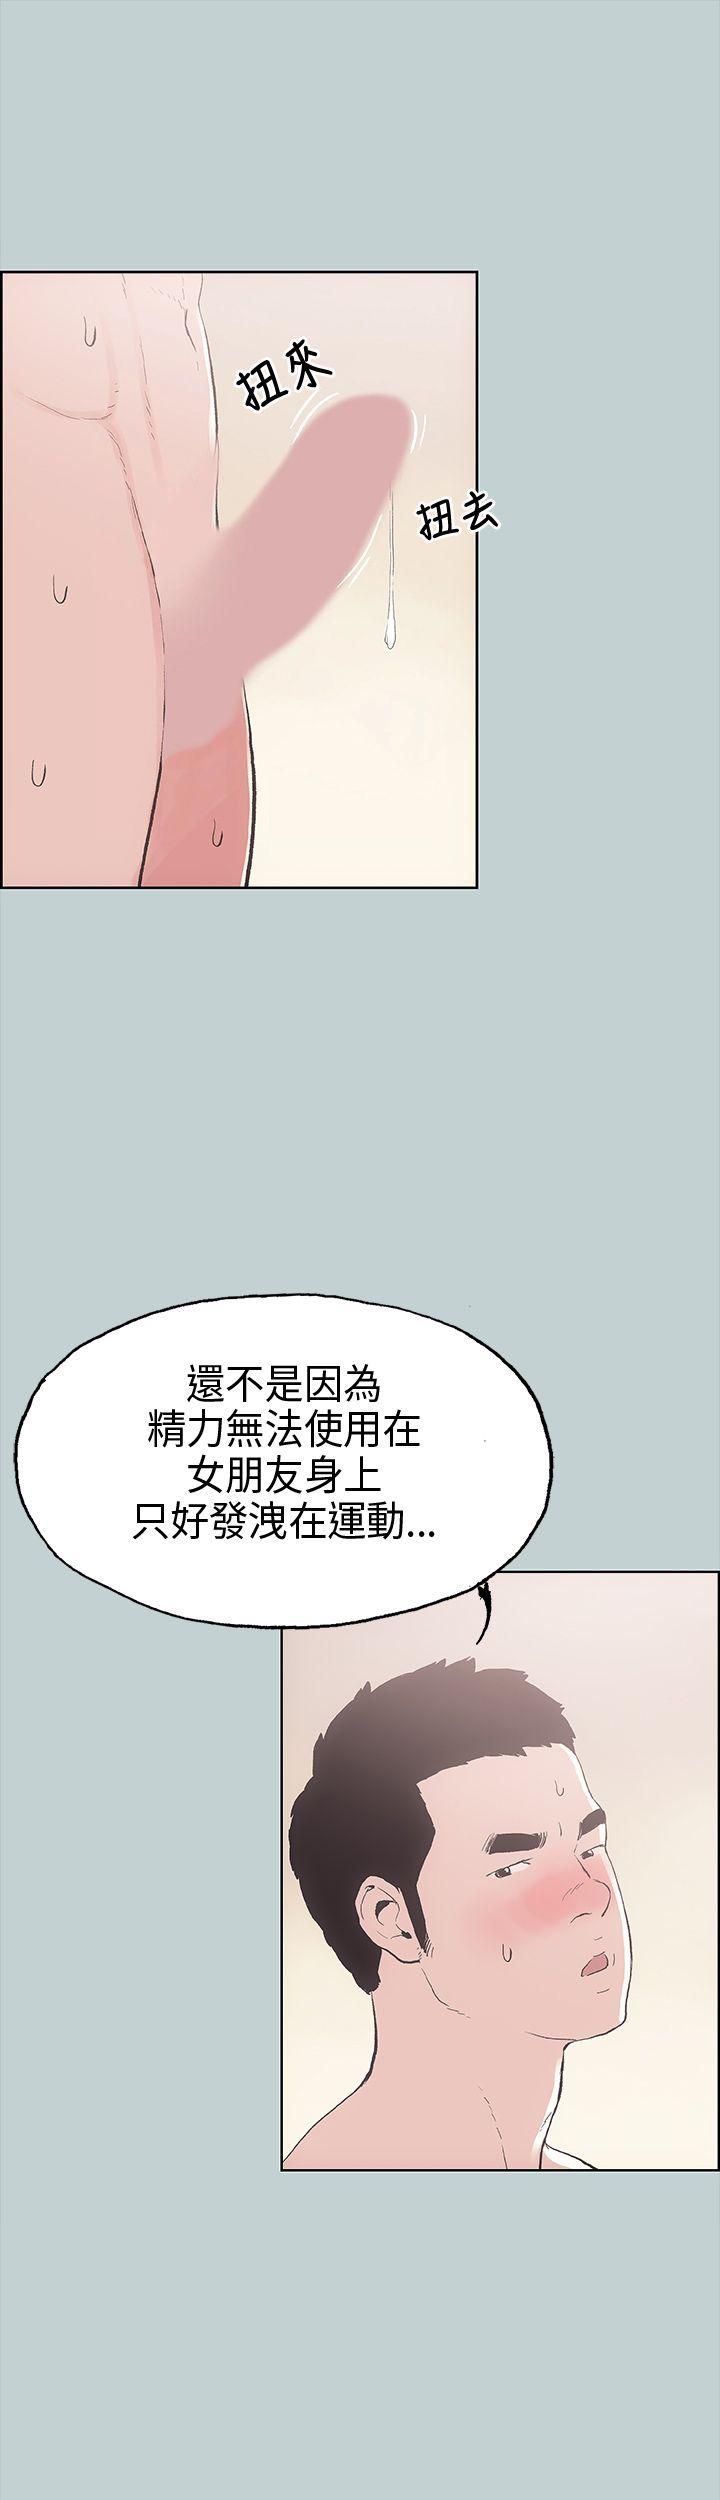 扭來
扭去
還不是因為
精力無法使用在
女朋友身上
只好發洩在運動...